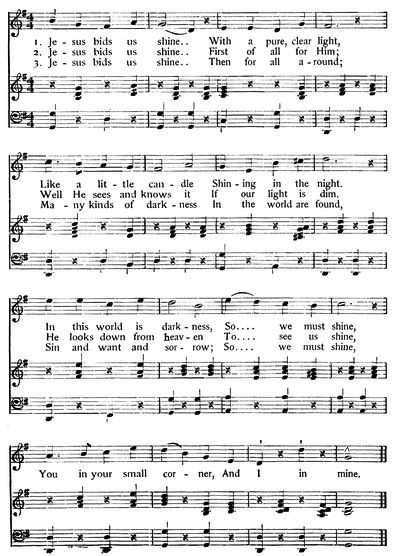 1. Je - sus bids us shine.. With a pure, clear light,
2. Je - sus bids us shine.. First of all for Him;
3. Je - sus bids us shine.. Then for all a - round;
Like a lit - tle can - dle Shin - ing in the night.
Well He sees and knows it If our light is dim.
Ma - ny kinds of dark - ness In the world are found,
In this world is dark - ness, So.... we must shine,
He looks down from heav - en To.... see us shine,
Sin and want and sor - row; So.... we must shine,
You in your small cor - ner, And I in mine.